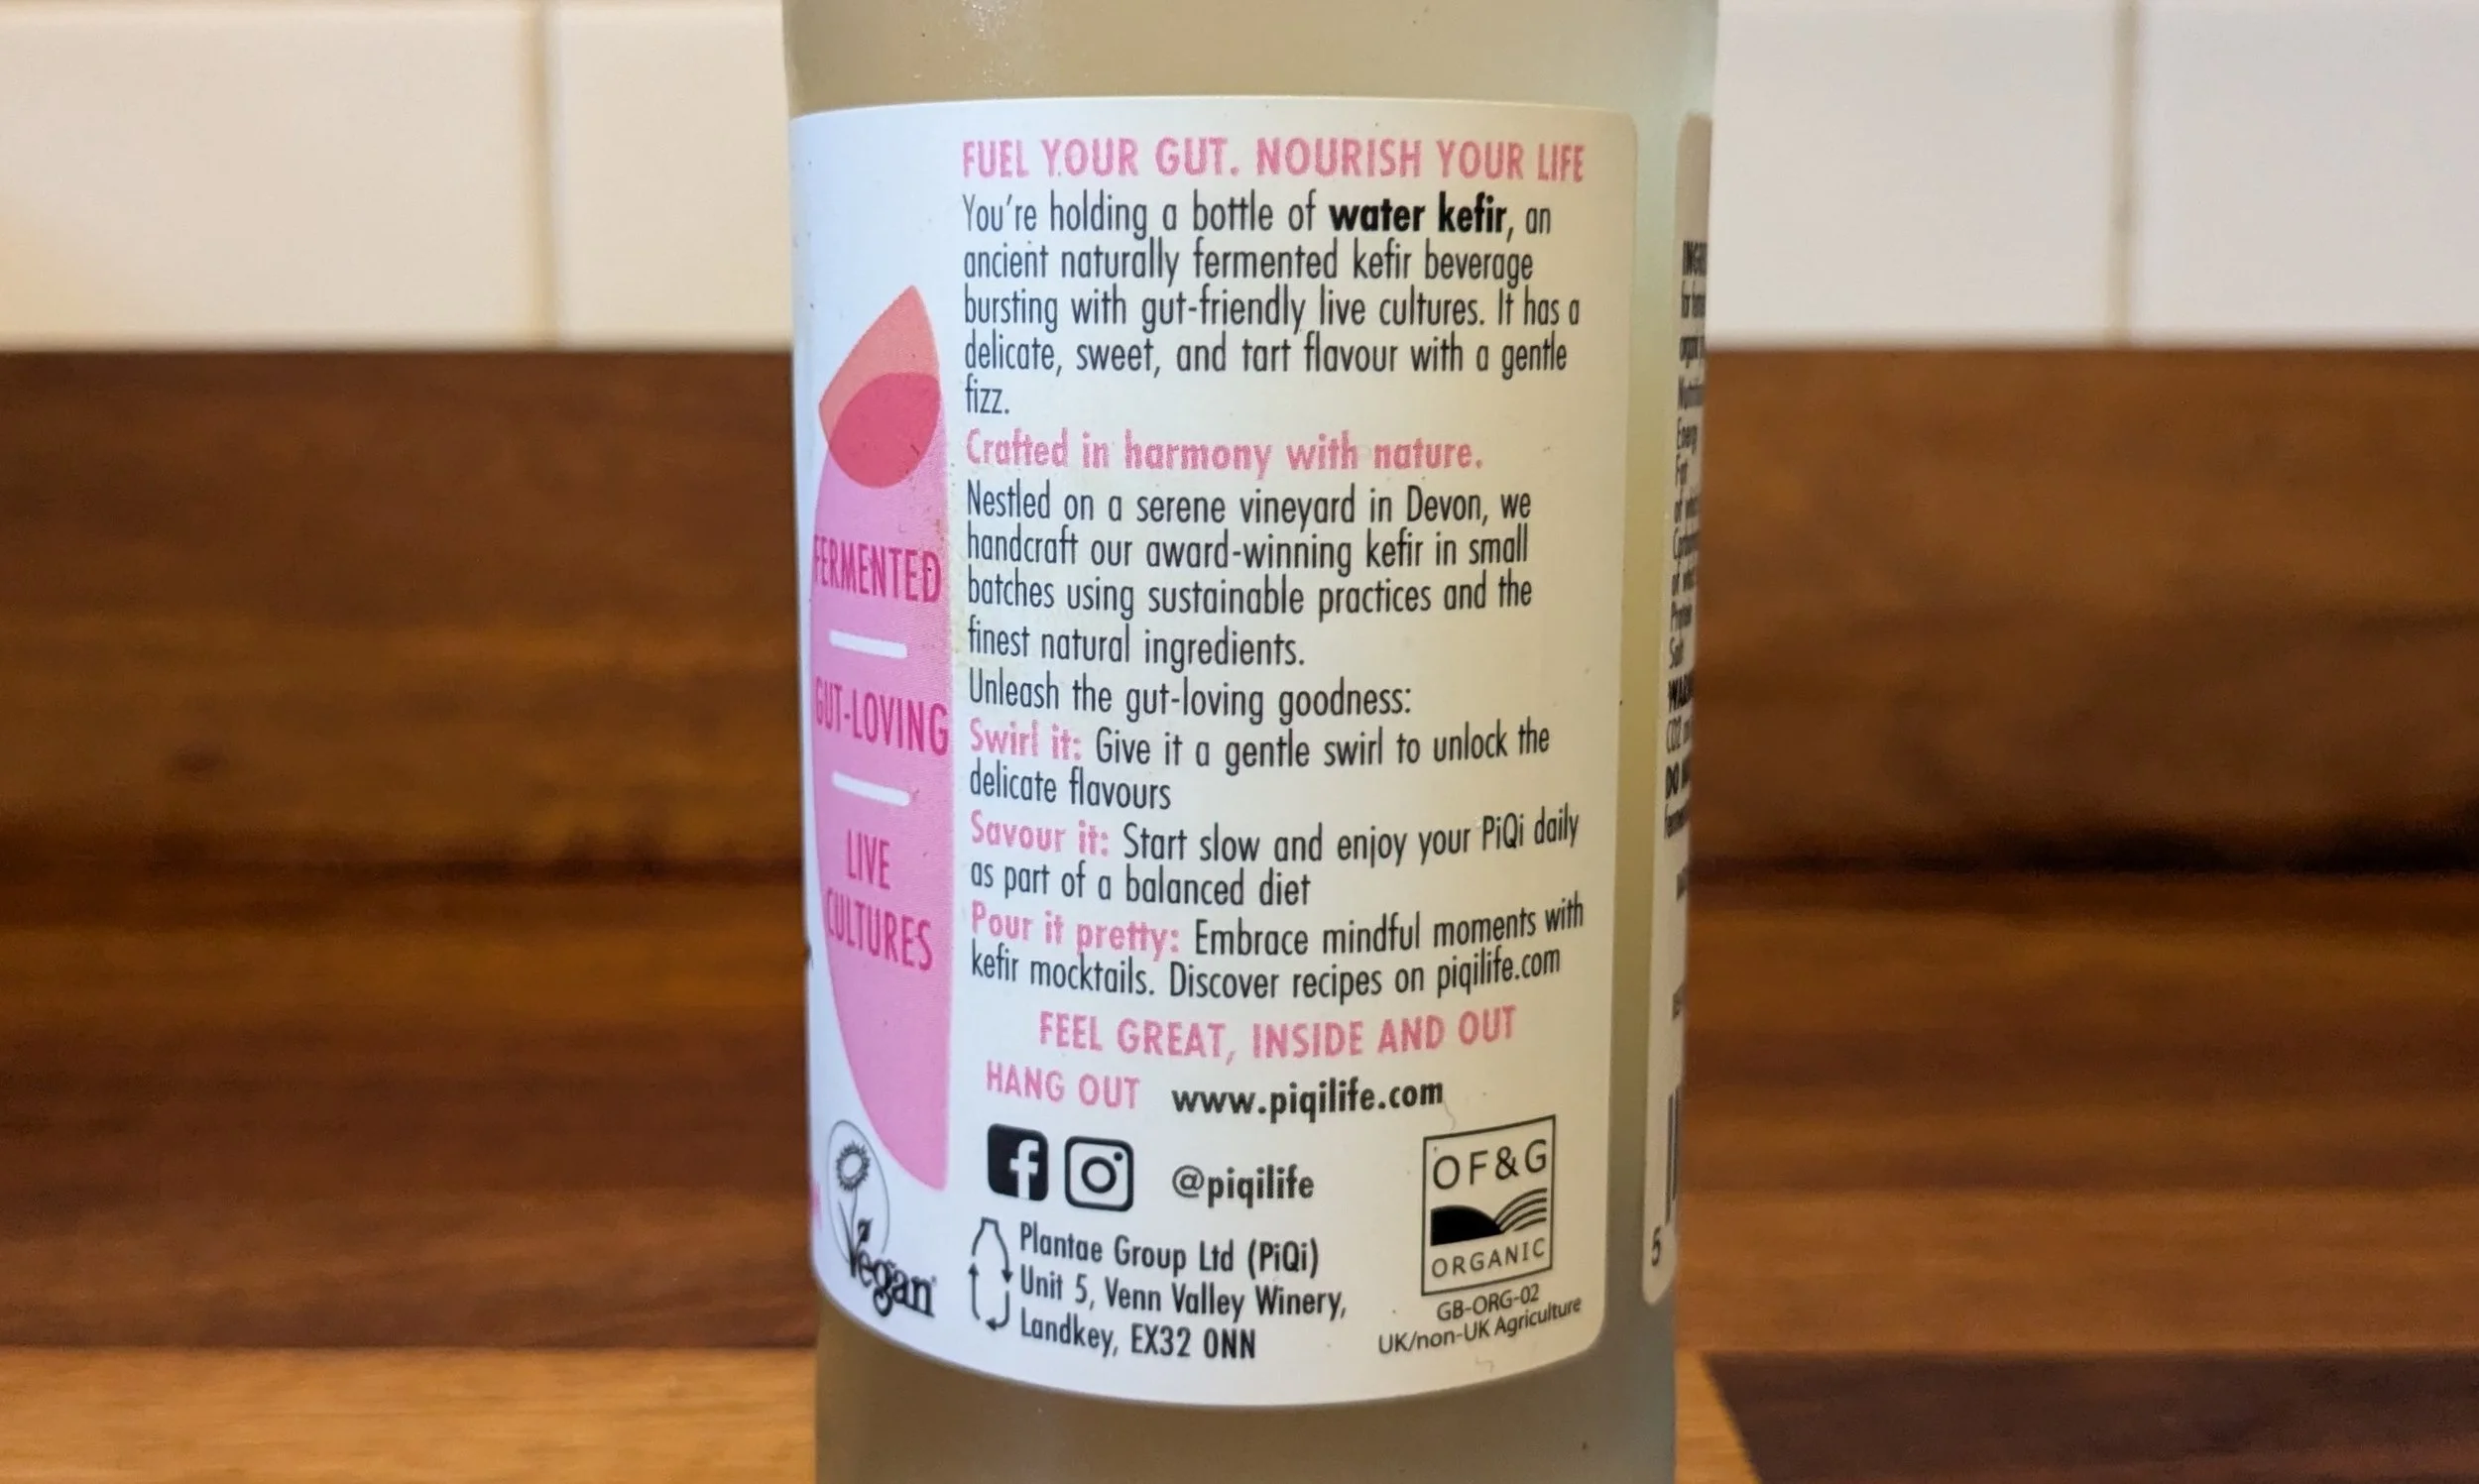 FUEL YOUR GUT. NOURISH YOUR LIFE
You're holding a bottle of water kefir, an
ancient naturally fermented kefir beverage
bursting with gut-friendly live cultures. It has a
delicate, sweet, and tart flavour with a gentle
fizz.
Crafted in harmony with nature.
Nestled on a serene vineyard in Devon, we
handcraft our award-winning kefir in small
batches using sustainable practices and the
finest natural ingredients.
Unleash the gut-loving goodness:
Swirl it: Give it a gentle swirl to unlock the
delicate flavours
Savour it: Start slow and enjoy your PiQi daily
as part of a balanced diet
Pour it pretty: Embrace mindful moments with
kefir mocktails. Discover recipes on piqilife.com
FEEL GREAT, INSIDE AND OUT
HANG OUT www.piqilife.com
@piqilife
Plantae Group Ltd (PiQi)
Unit 5, Venn Valley Winery,
Landkey, EX32 0NN
OF&G
ORGANIC
GB-ORG-02
UK/non-UK Agriculture
FERMENTED
GUT-LOVING
LIVE
CULTURES
Vegan
Energy
Fat
Salt
5